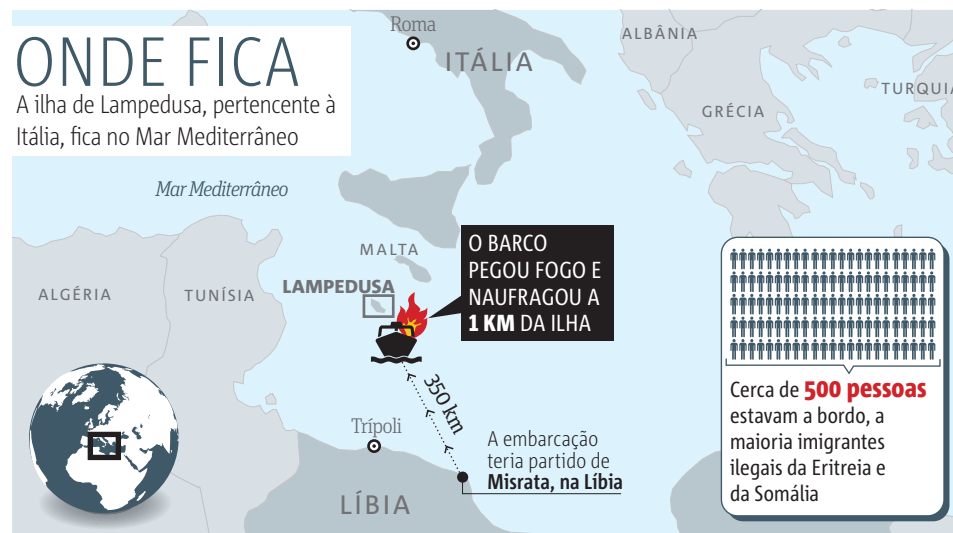 ONDE FICA
A ilha de Lampedusa, pertencente à
Itália, fica no Mar Mediterrâneo
Roma
ITÁLIA
ALBÂNIA
GRÉCIA
TURQUIA
Mar Mediterrâneo
MALTA
LAMPEDUSA
ALGÉRIA
TUNÍSIA
O BARCO
PEGOU FOGO E
NAUFRAGOU A
1 KM DA ILHA
350 km
Trípoli
LÍBIA
A embarcação
teria partido de
Misrata, na Líbia
Cerca de 500 pessoas
estavam a bordo, a
maioria imigrantes
ilegais da Eritreia e
da Somália